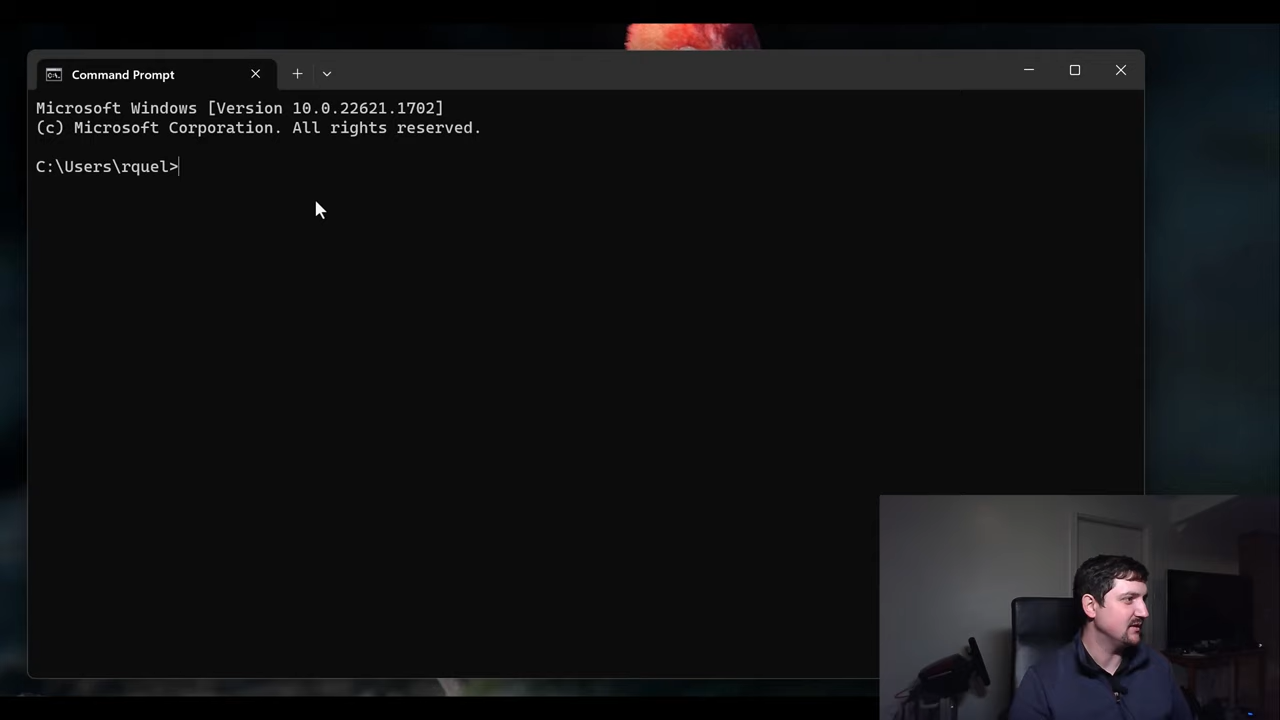 Command Prompt
Microsoft Windows [Version 10.0.22621.1702]
(c) Microsoft Corporation. All rights reserved.
C:\Users\rquel>